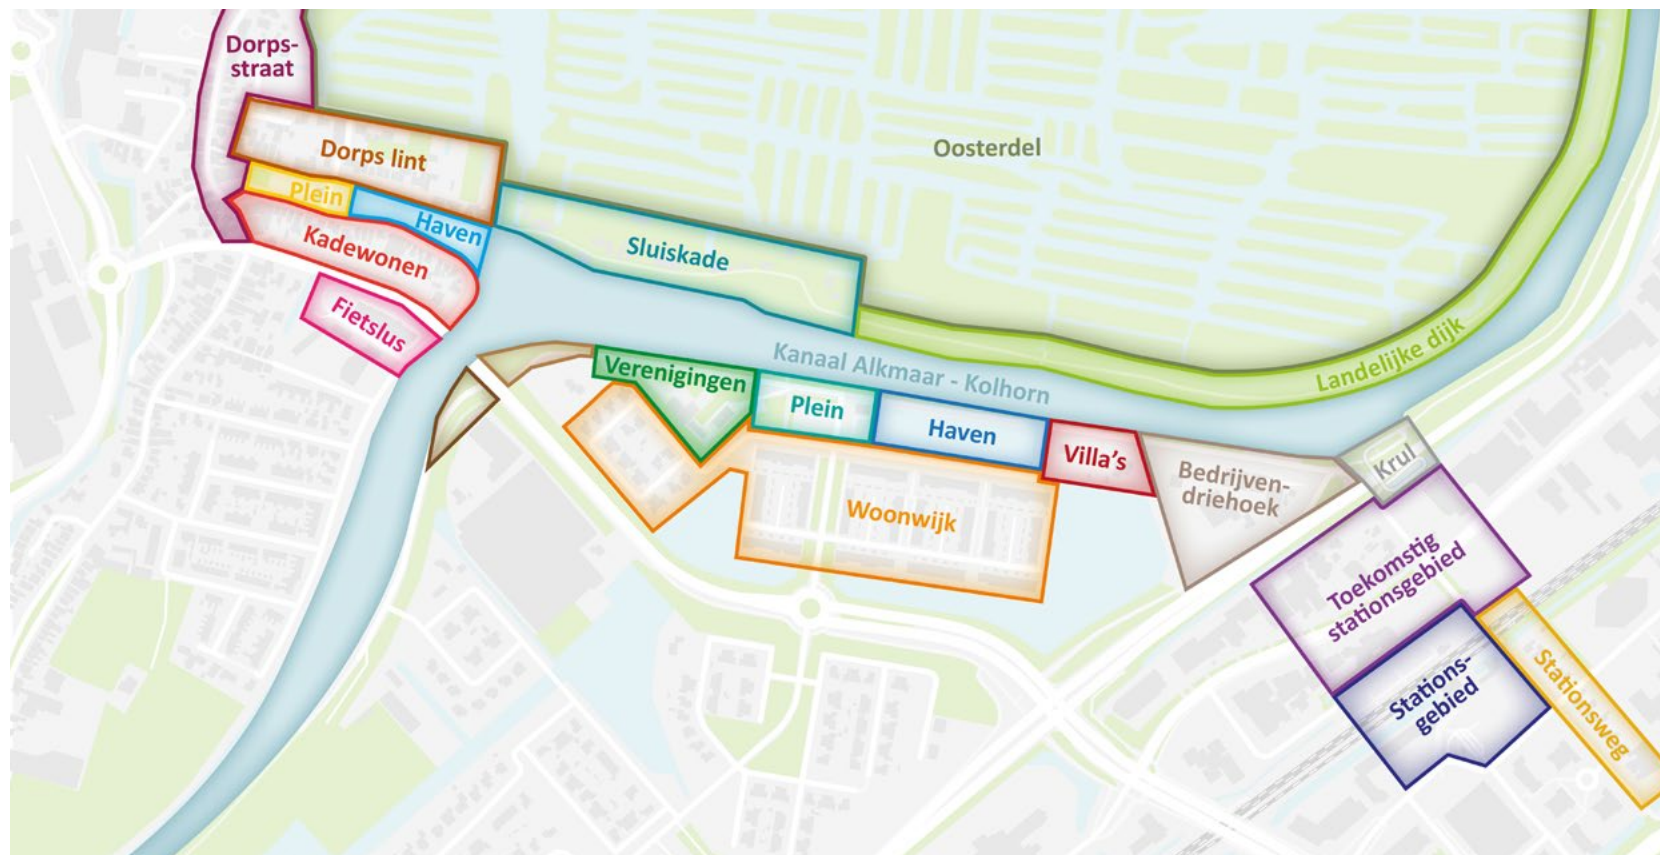 Dorps-
straat
Dorps lint
Oosterdel
Plein
Haven
Kadewonen
Sluiskade
Fietslus
Landelijke dijk
Kanaal Alkmaar - Kolhorn
Verenigingen
Plein
Haven
Villa's
Bedrijven-
driehoek
Krul
Woonwijk
Toekomstig
stationsgebied
Stations-
gebied
Stationsweg